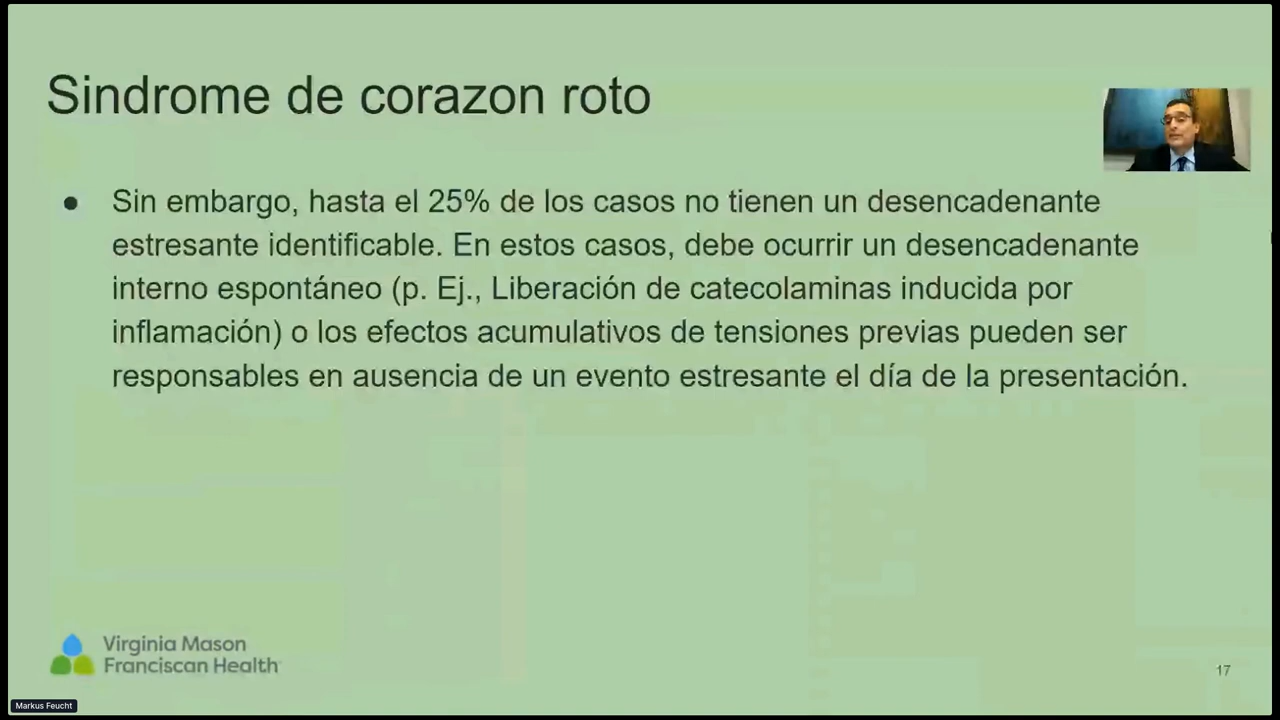 Sindrome de corazon roto
● Sin embargo, hasta el 25% de los casos no tienen un desencadenante
estresante identificable. En estos casos, debe ocurrir un desencadenante
interno espontáneo (p. Ej., Liberación de catecolaminas inducida por
inflamación) o los efectos acumulativos de tensiones previas pueden ser
responsables en ausencia de un evento estresante el día de la presentación.
Virginia Mason
Franciscan Health
17
Markus Feucht